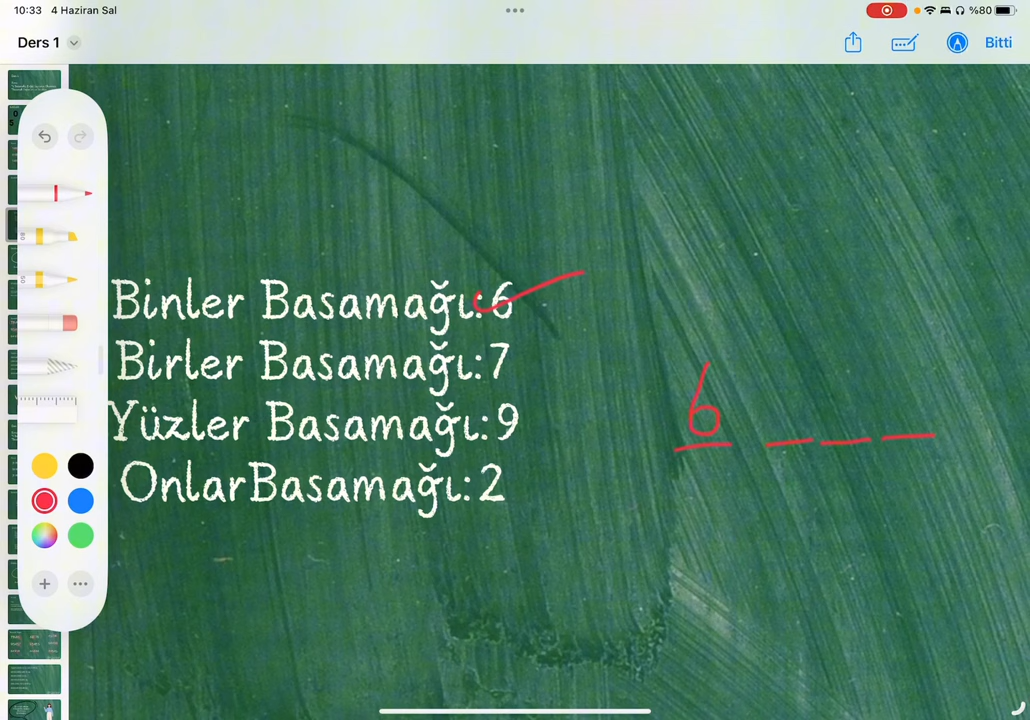 10:33 4 Haziran Sal
%80
Ders 1
Bitti
Binler Basamağı:6
Birler Basamağı:7
Yüzler Basamağı:9
OnlarBasamağı:2
6